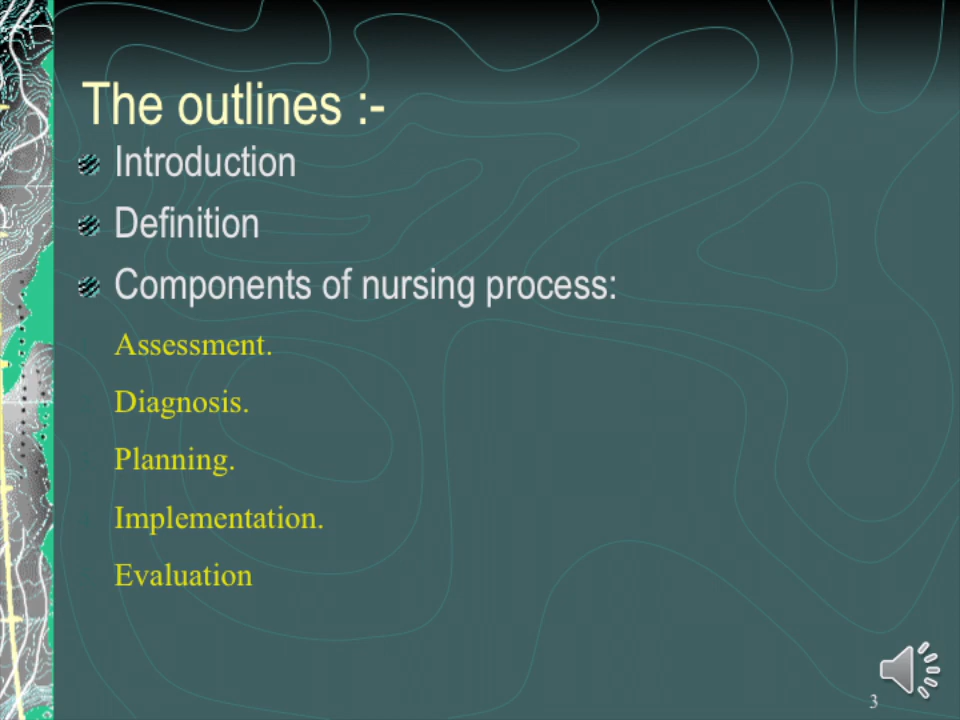 The outlines :-
Introduction
Definition
Components of nursing process:
Assessment.
Diagnosis.
Planning.
Implementation.
Evaluation
3